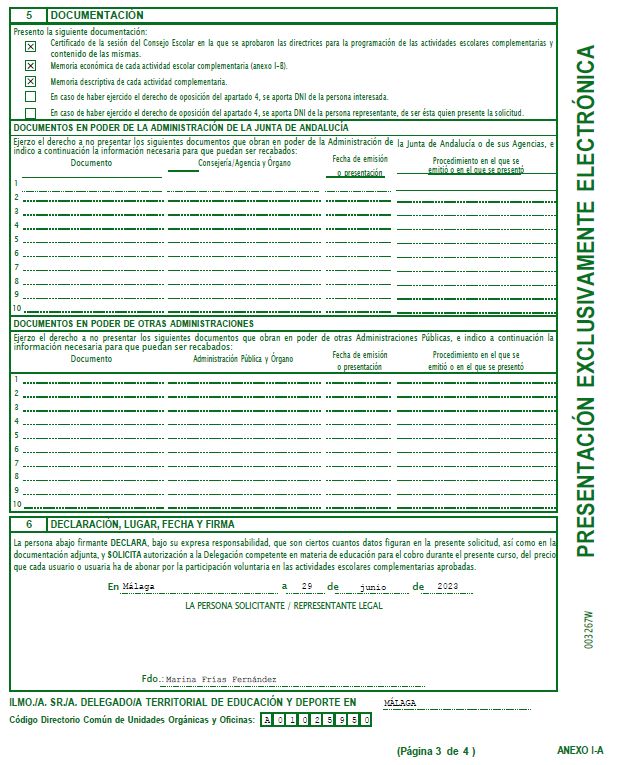 5 DOCUMENTACIÓN
Presento la siguiente documentación:
Certificado de la sesión del Consejo Escolar en la que se aprobaron las directrices para la programación de las actividades escolares complementarias y
contenido de las mismas.
Memoria económica de cada actividad escolar complementaria (anexo I-B).
Memoria descriptiva de cada actividad complementaria.
En caso de haber ejercido el derecho de oposición del apartado 4, se aporta DNI de la persona interesada.
En caso de haber ejercido el derecho de oposición del apartado 4, se aporta DNI de la persona representante, de ser ésta quien presente la solicitud.
DOCUMENTOS EN PODER DE LA ADMINISTRACIÓN DE LA JUNTA DE ANDALUCÍA
Ejerzo el derecho a no presentar los siguientes documentos que obran en poder de la Administración de la Junta de Andalucía o de sus Agencias, e
indico a continuación la información necesaria para que puedan ser recabados:
Documento Consejería/Agencia y Órgano Fecha de emisión o presentación Procedimiento en el que se emitió o en el que se presentó
1
2
3
4
5
6
7
8
9
10
DOCUMENTOS EN PODER DE OTRAS ADMINISTRACIONES
Ejerzo el derecho a no presentar los siguientes documentos que obran en poder de otras Administraciones Públicas, e indico a continuación la
información necesaria para que puedan ser recabados:
Documento Administración Pública y Órgano Fecha de emisión o presentación Procedimiento en el que se emitió o en el que se presentó
1
2
3
4
5
6
7
8
9
10
6 DECLARACIÓN, LUGAR, FECHA Y FIRMA
La persona abajo firmante DECLARA, bajo su expresa responsabilidad, que son ciertos cuantos datos figuran en la presente solicitud, así como en la
documentación adjunta, y SOLICITA autorización a la Delegación competente en materia de educación para el cobro durante el presente curso, del precio
que cada usuario o usuaria ha de abonar por la participación voluntaria en las actividades escolares complementarias aprobadas.
En Málaga a 29 de junio de 2023
LA PERSONA SOLICITANTE / REPRESENTANTE LEGAL
Fdo.: Marina Frías Fernández
ILMO./A. SR./A. DELEGADO/A TERRITORIAL DE EDUCACIÓN Y DEPORTE EN MÁLAGA
Código Directorio Común de Unidades Orgánicas y Oficinas: A 0 1 0 2 5 9 5 0
(Página 3 de 4 ) ANEXO I-A
PRESENTACIÓN EXCLUSIVAMENTE ELECTRÓNICA
003267W